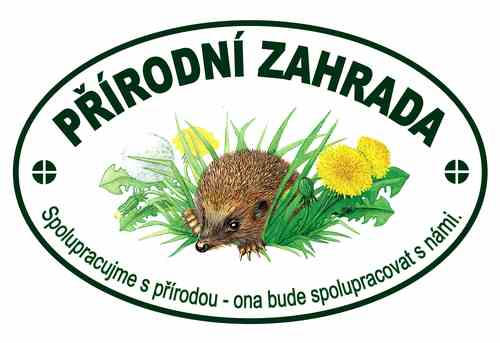 PŘÍRODNÍ ZAHRADA
Spolupracujme s přírodou - ona bude spolupracovat s námi.